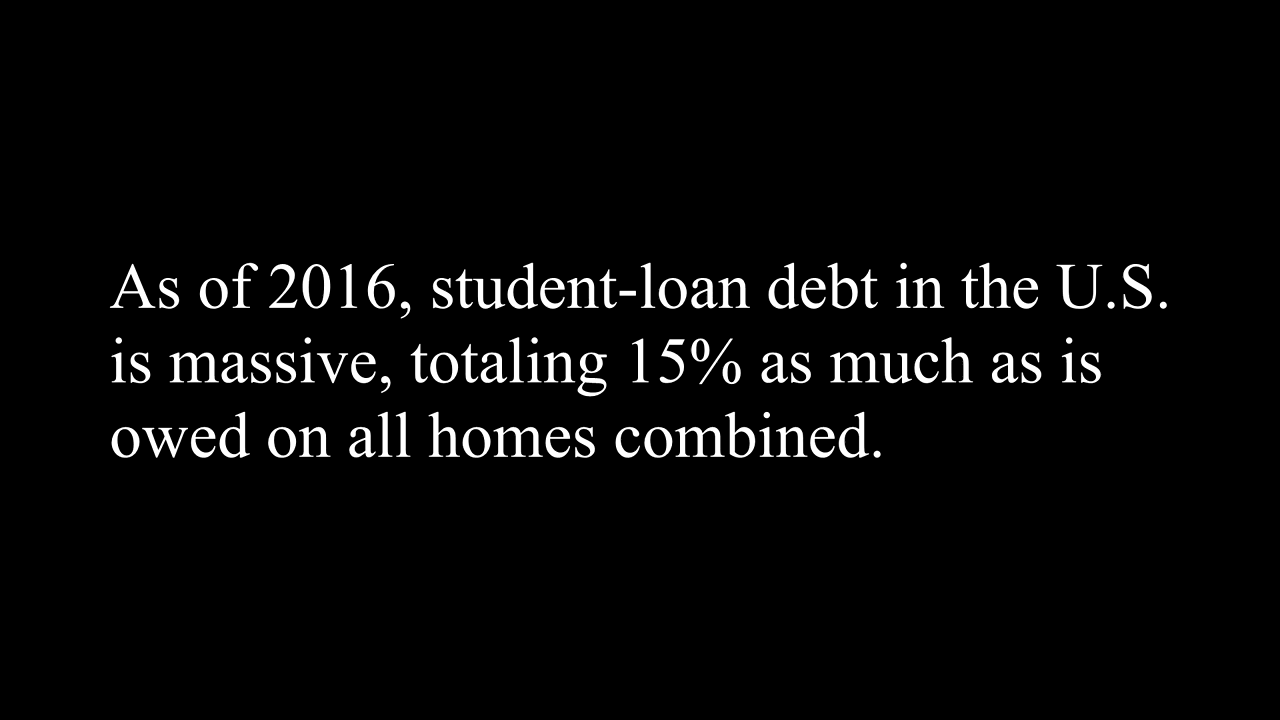 As of 2016, student-loan debt in the U.S.
is massive, totaling 15% as much as is
owed on all homes combined.